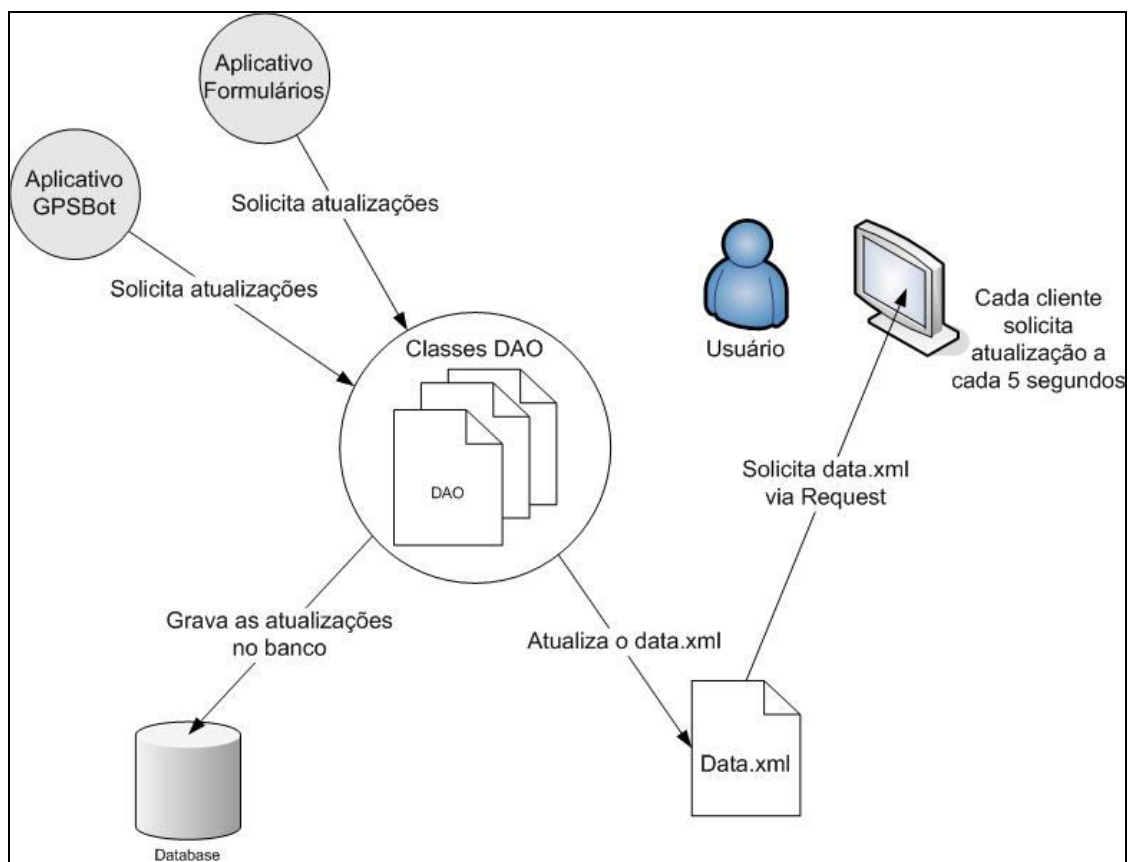 Aplicativo
Formulários
Aplicativo
GPSBot
Solicita atualizações
Solicita atualizações
Classes DAO
DAO
Usuário
Cada cliente
solicita
atualização a
cada 5 segundos
Solicita data.xml
via Request
Grava as atualizações
no banco
Atualiza o data.xml
Data.xml
Database